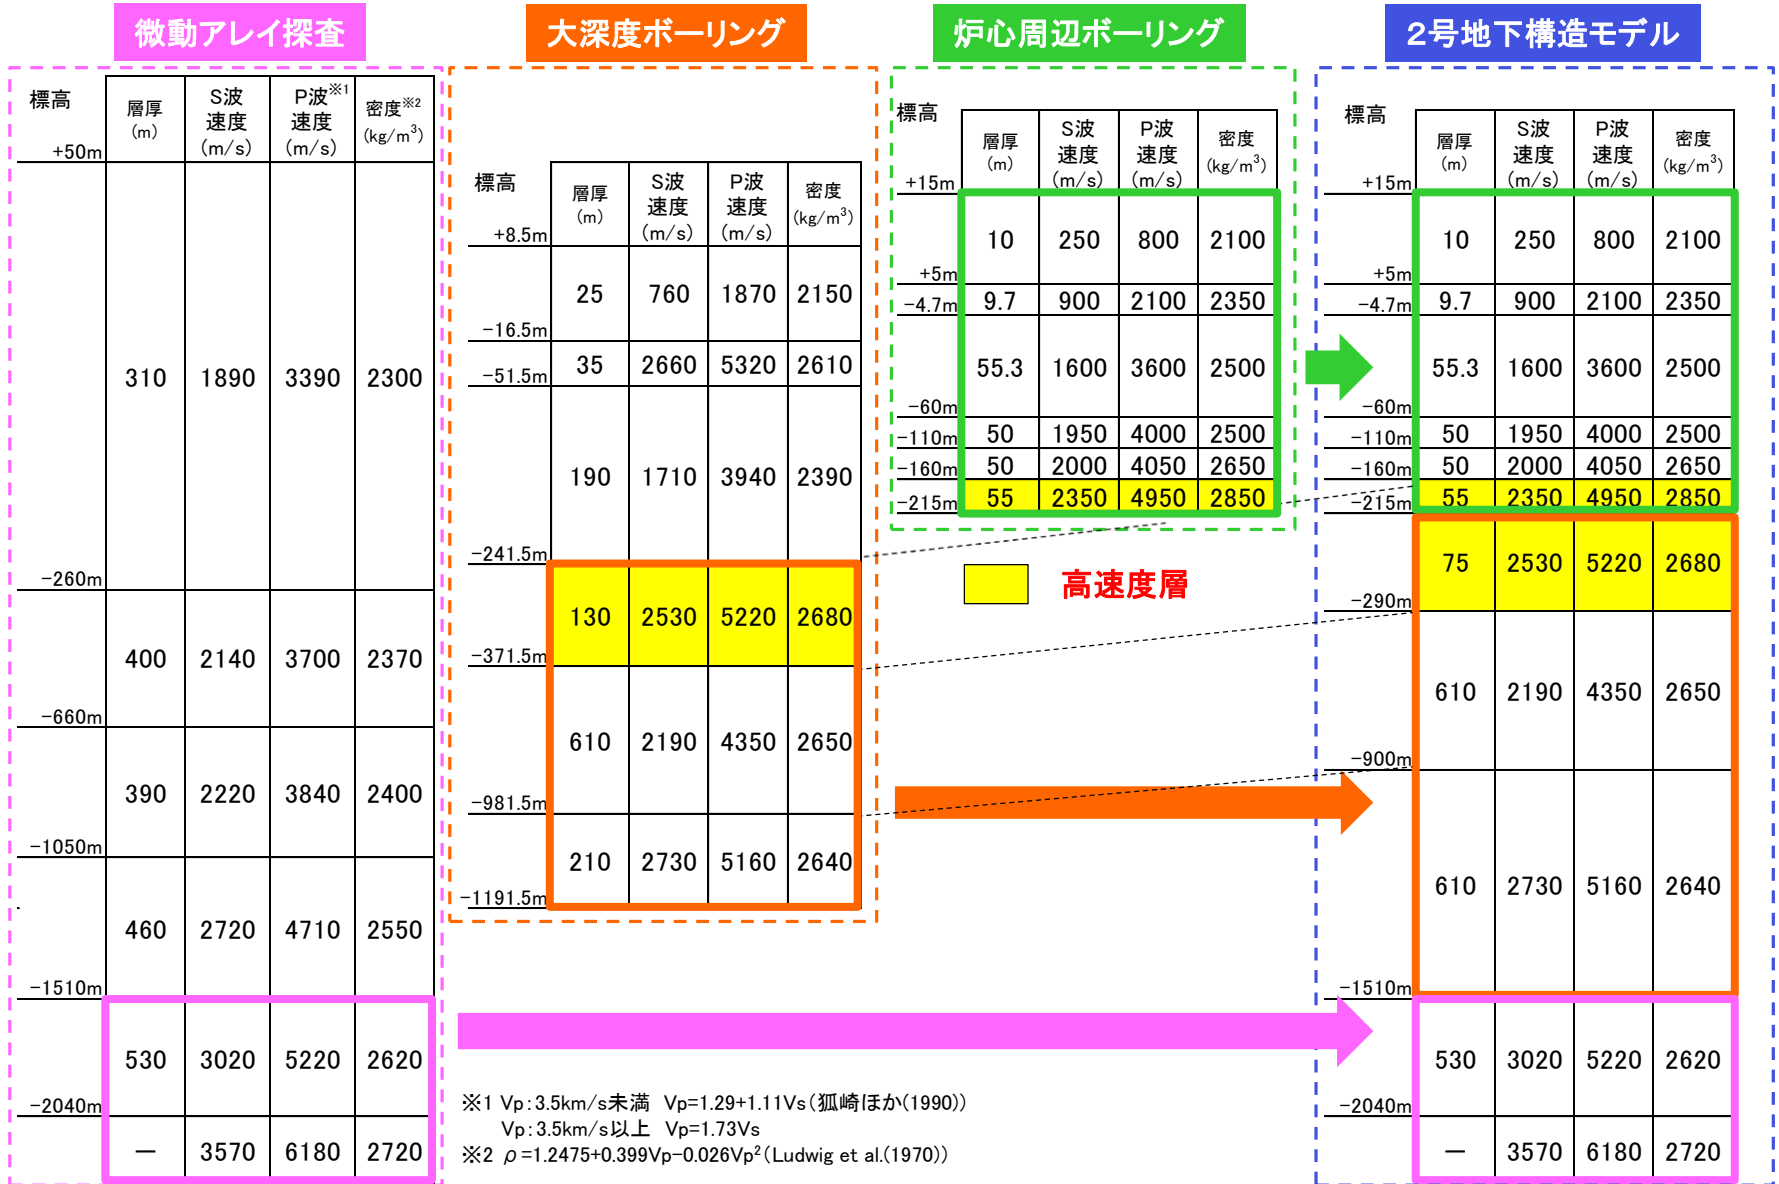 微動アレイ探査
標高
層厚
(m)
S波
速度
(m/s)
P波※1
速度
(m/s)
密度※2
(kg/m³)
+50m
310 1890 3390 2300
−260m
400 2140 3700 2370
−660m
390 2220 3840 2400
−1050m
460 2720 4710 2550
−1510m
530 3020 5220 2620
−2040m
― 3570 6180 2720
大深度ボーリング
標高
層厚
(m)
S波
速度
(m/s)
P波
速度
(m/s)
密度
(kg/m³)
+8.5m
25 760 1870 2150
−16.5m
35 2660 5320 2610
−51.5m
190 1710 3940 2390
−241.5m
130 2530 5220 2680
−371.5m
610 2190 4350 2650
−981.5m
210 2730 5160 2640
−1191.5m
炉心周辺ボーリング
標高
層厚
(m)
S波
速度
(m/s)
P波
速度
(m/s)
密度
(kg/m³)
+15m
10 250 800 2100
+5m
9.7 900 2100 2350
−4.7m
55.3 1600 3600 2500
−60m
50 1950 4000 2500
−110m
50 2000 4050 2650
−160m
55 2350 4950 2850
−215m
高速度層
2号地下構造モデル
標高
層厚
(m)
S波
速度
(m/s)
P波
速度
(m/s)
密度
(kg/m³)
+15m
10 250 800 2100
+5m
9.7 900 2100 2350
−4.7m
55.3 1600 3600 2500
−60m
50 1950 4000 2500
−110m
50 2000 4050 2650
−160m
55 2350 4950 2850
−215m
75 2530 5220 2680
−290m
610 2190 4350 2650
−900m
610 2730 5160 2640
−1510m
530 3020 5220 2620
−2040m
― 3570 6180 2720
※1 Vp:3.5km/s未満 Vp=1.29+1.11Vs(狐崎ほか(1990))
Vp:3.5km/s以上 Vp=1.73Vs
※2 ρ=1.2475+0.399Vp−0.026Vp²(Ludwig et al.(1970))